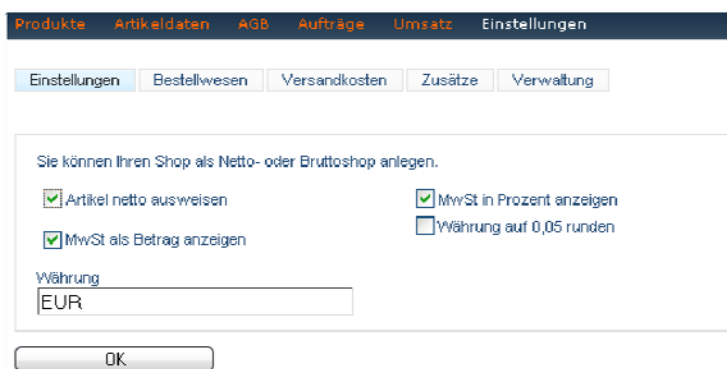 Produkte Artikeldaten AGB Aufträge Umsatz Einstellungen
Einstellungen Bestellwesen Versandkosten Zusätze Verwaltung
Sie können Ihren Shop als Netto- oder Bruttoshop anlegen.
Artikel netto ausweisen MwSt in Prozent anzeigen
Währung auf 0,05 runden
MwSt als Betrag anzeigen
Währung
EUR
OK